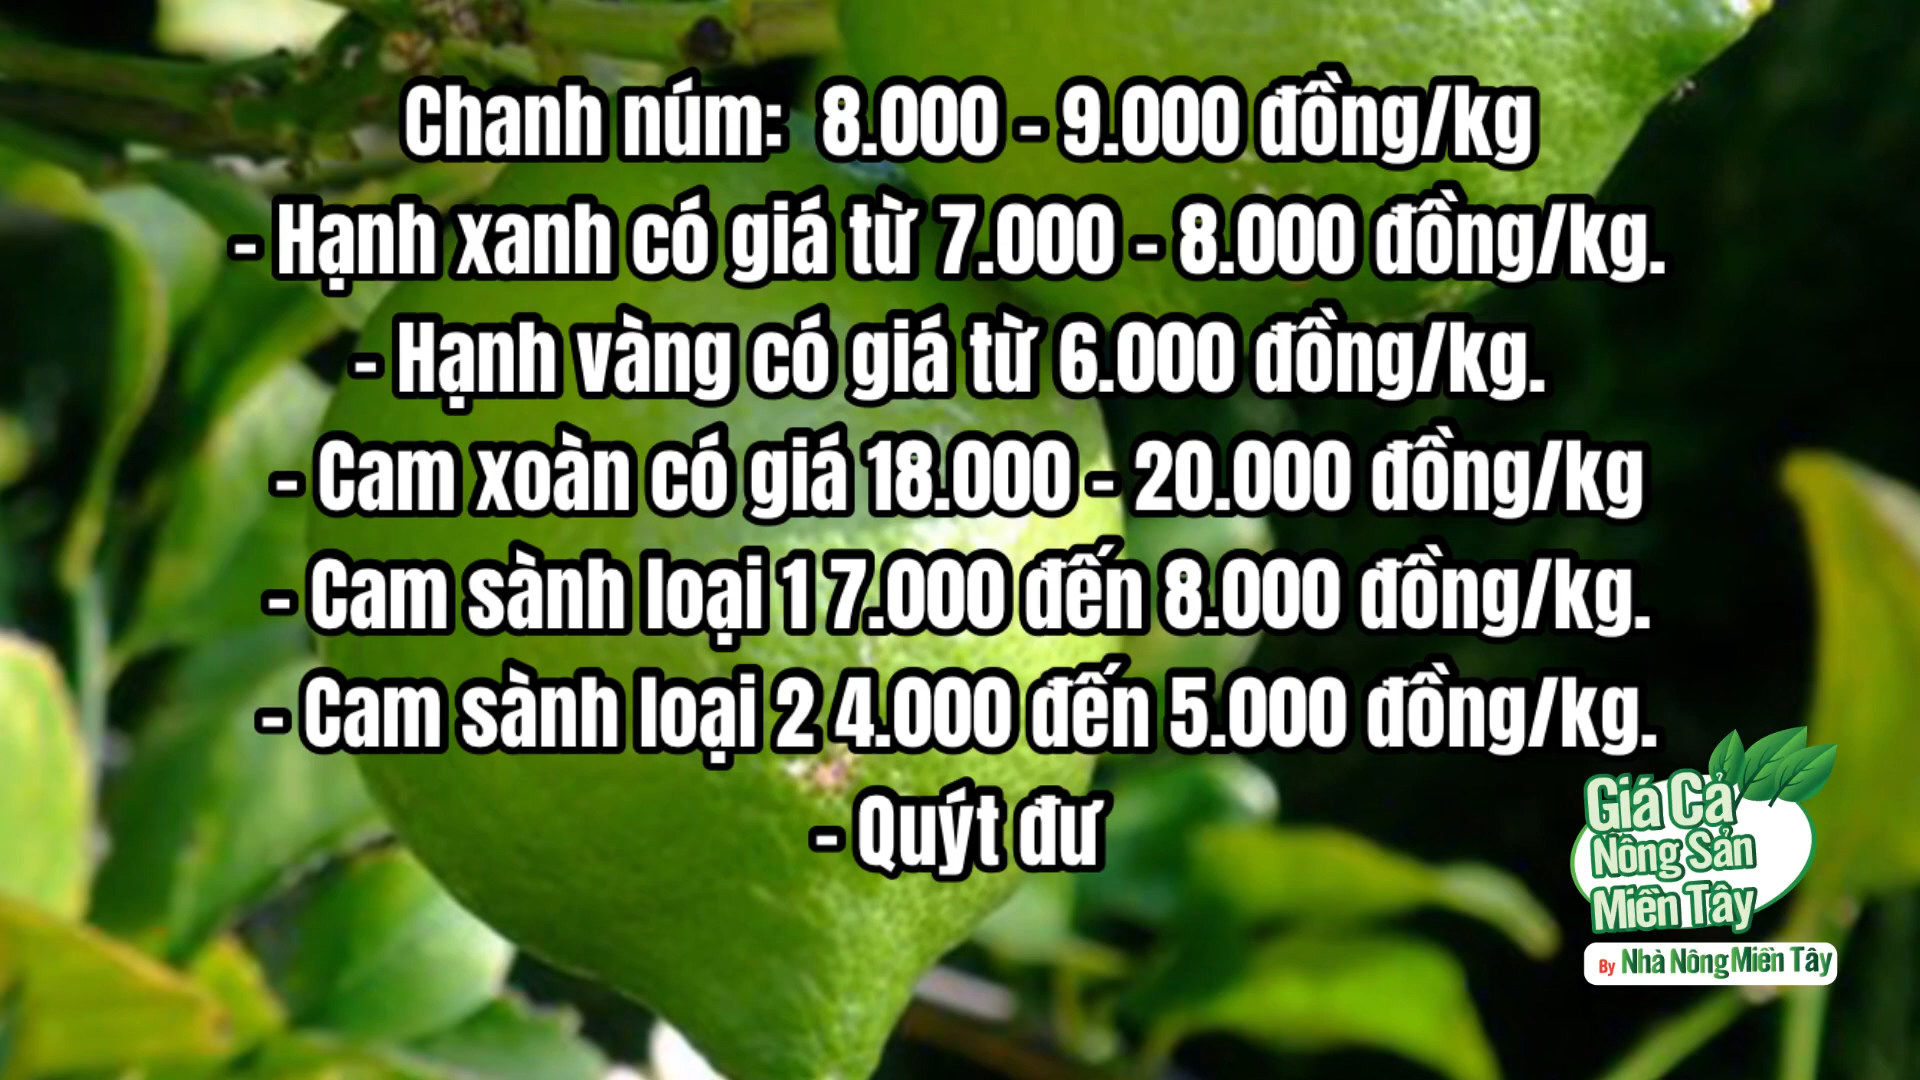 Chanh núm: 8.000 - 9.000 đồng/kg
- Hạnh xanh có giá từ 7.000 - 8.000 đồng/kg.
- Hạnh vàng có giá từ 6.000 đồng/kg.
- Cam xoàn có giá 18.000 - 20.000 đồng/kg
- Cam sành loại 1 7.000 đến 8.000 đồng/kg.
- Cam sành loại 2 4.000 đến 5.000 đồng/kg.
- Quýt đư
Giá Cả
Nông Sản
Miền Tây
By Nhà Nông Miền Tây